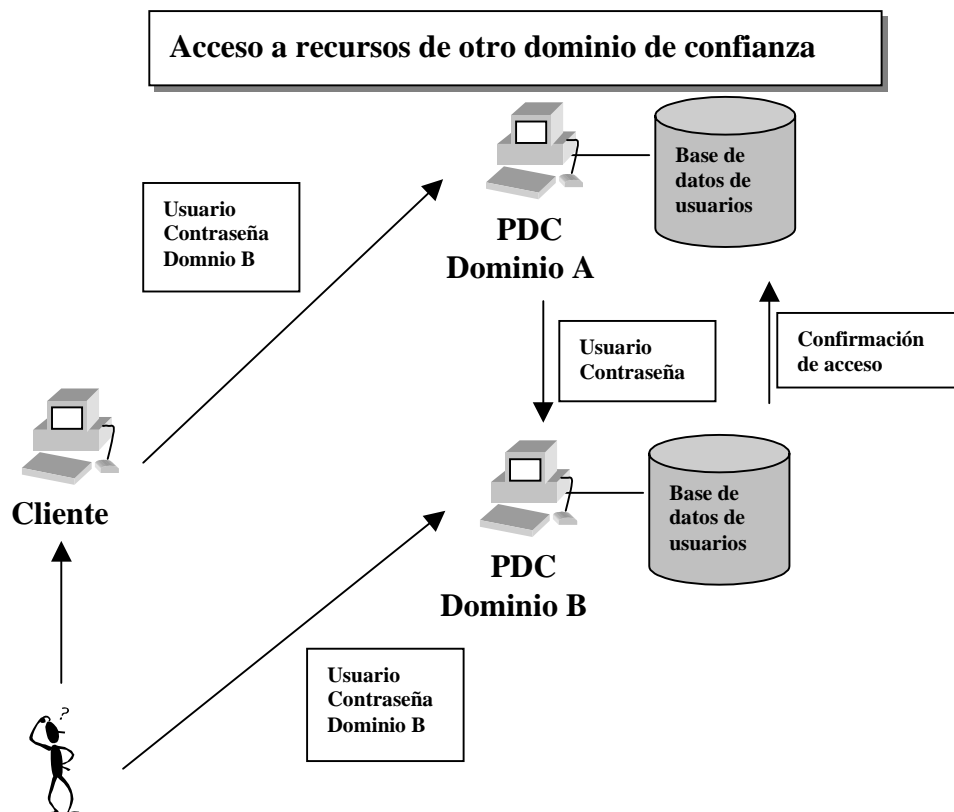 Acceso a recursos de otro dominio de confianza
Base de
datos de
usuarios
Usuario
Contraseña
Domnio B
PDC
Dominio A
Usuario
Contraseña
Confirmación
de acceso
Cliente
Base de
datos de
usuarios
PDC
Dominio B
Usuario
Contraseña
Dominio B
?